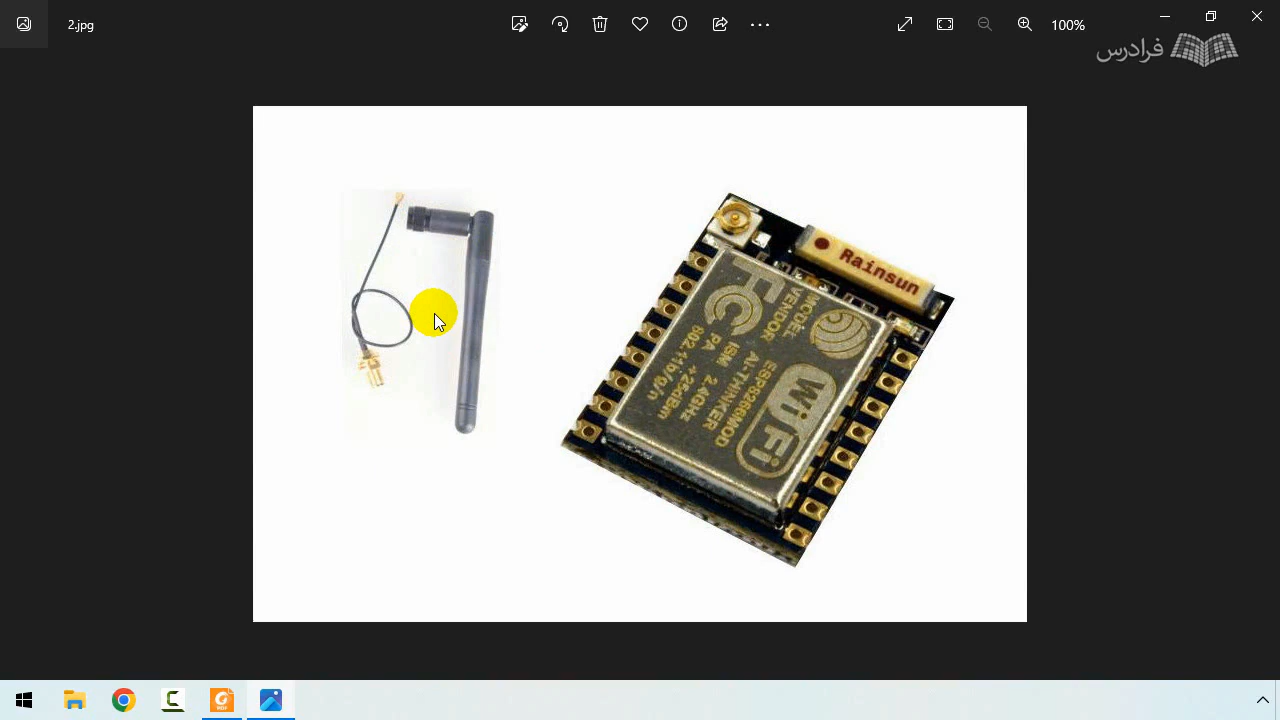 2.jpg
100%
فرادرس
Rainsun
MODEL
VENDOR
ESP8266MOD
AI-THINKER
ISM 2.4GHz
PA +25dBm
802.11b/g/n
FC
WiFi